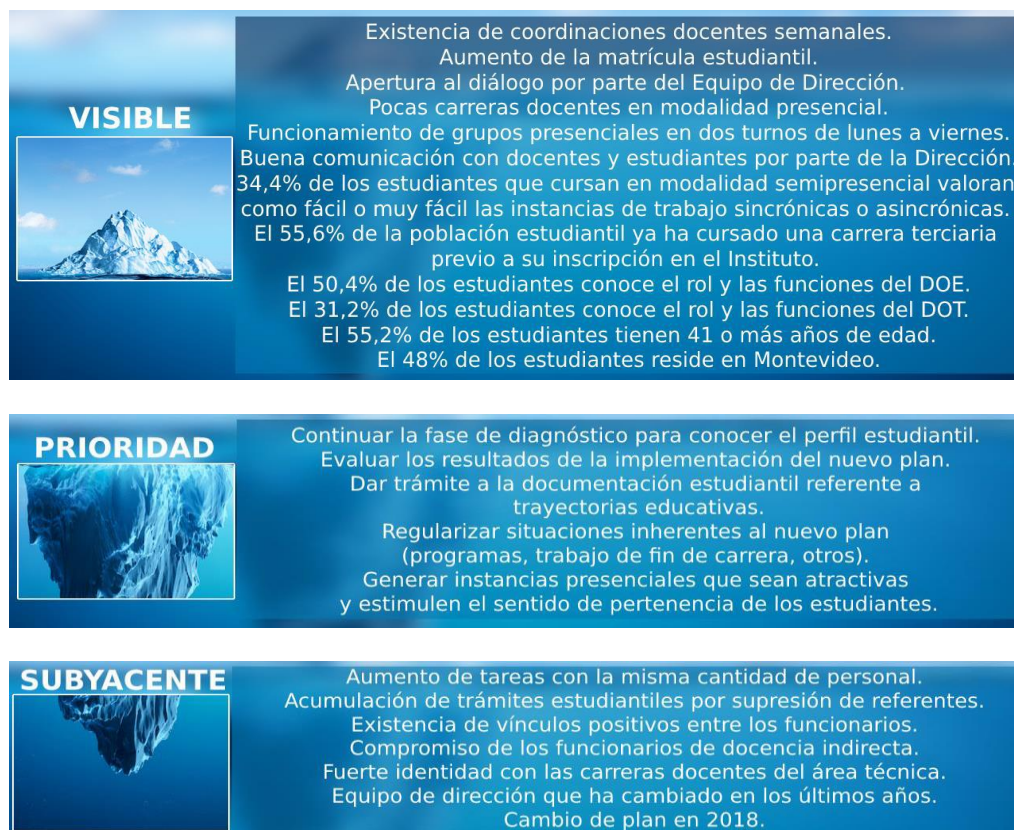 VISIBLE
Existencia de coordinaciones docentes semanales.
Aumento de la matrícula estudiantil.
Apertura al diálogo por parte del Equipo de Dirección.
Pocas carreras docentes en modalidad presencial.
Funcionamiento de grupos presenciales en dos turnos de lunes a viernes.
Buena comunicación con docentes y estudiantes por parte de la Dirección.
34,4% de los estudiantes que cursan en modalidad semipresencial valoran
como fácil o muy fácil las instancias de trabajo sincrónicas o asincrónicas.
El 55,6% de la población estudiantil ya ha cursado una carrera terciaria
previo a su inscripción en el Instituto.
El 50,4% de los estudiantes conoce el rol y las funciones del DOE.
El 31,2% de los estudiantes conoce el rol y las funciones del DOT.
El 55,2% de los estudiantes tienen 41 o más años de edad.
El 48% de los estudiantes reside en Montevideo.
PRIORIDAD
Continuar la fase de diagnóstico para conocer el perfil estudiantil.
Evaluar los resultados de la implementación del nuevo plan.
Dar trámite a la documentación estudiantil referente a
trayectorias educativas.
Regularizar situaciones inherentes al nuevo plan
(programas, trabajo de fin de carrera, otros).
Generar instancias presenciales que sean atractivas
y estimulen el sentido de pertenencia de los estudiantes.
SUBYACENTE
Aumento de tareas con la misma cantidad de personal.
Acumulación de trámites estudiantiles por supresión de referentes.
Existencia de vínculos positivos entre los funcionarios.
Compromiso de los funcionarios de docencia indirecta.
Fuerte identidad con las carreras docentes del área técnica.
Equipo de dirección que ha cambiado en los últimos años.
Cambio de plan en 2018.